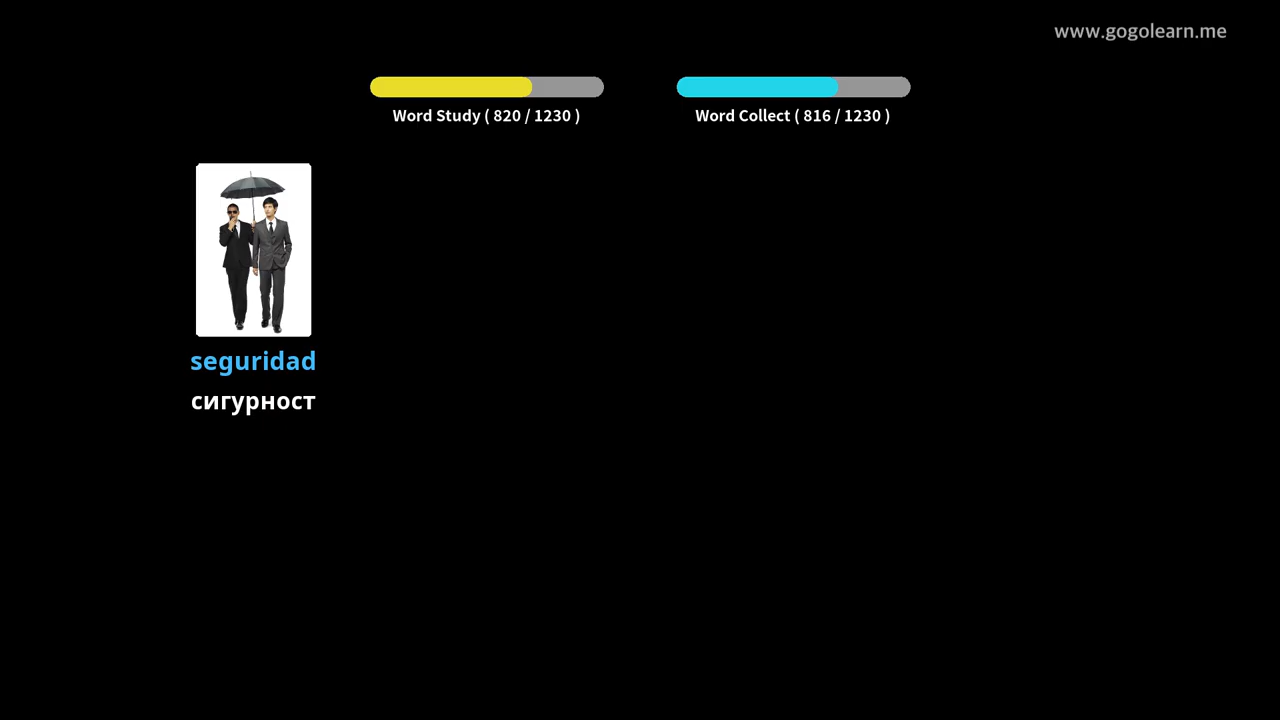 www.gogolearn.me
Word Study ( 820 / 1230 )
Word Collect ( 816 / 1230 )
seguridad
сигурност